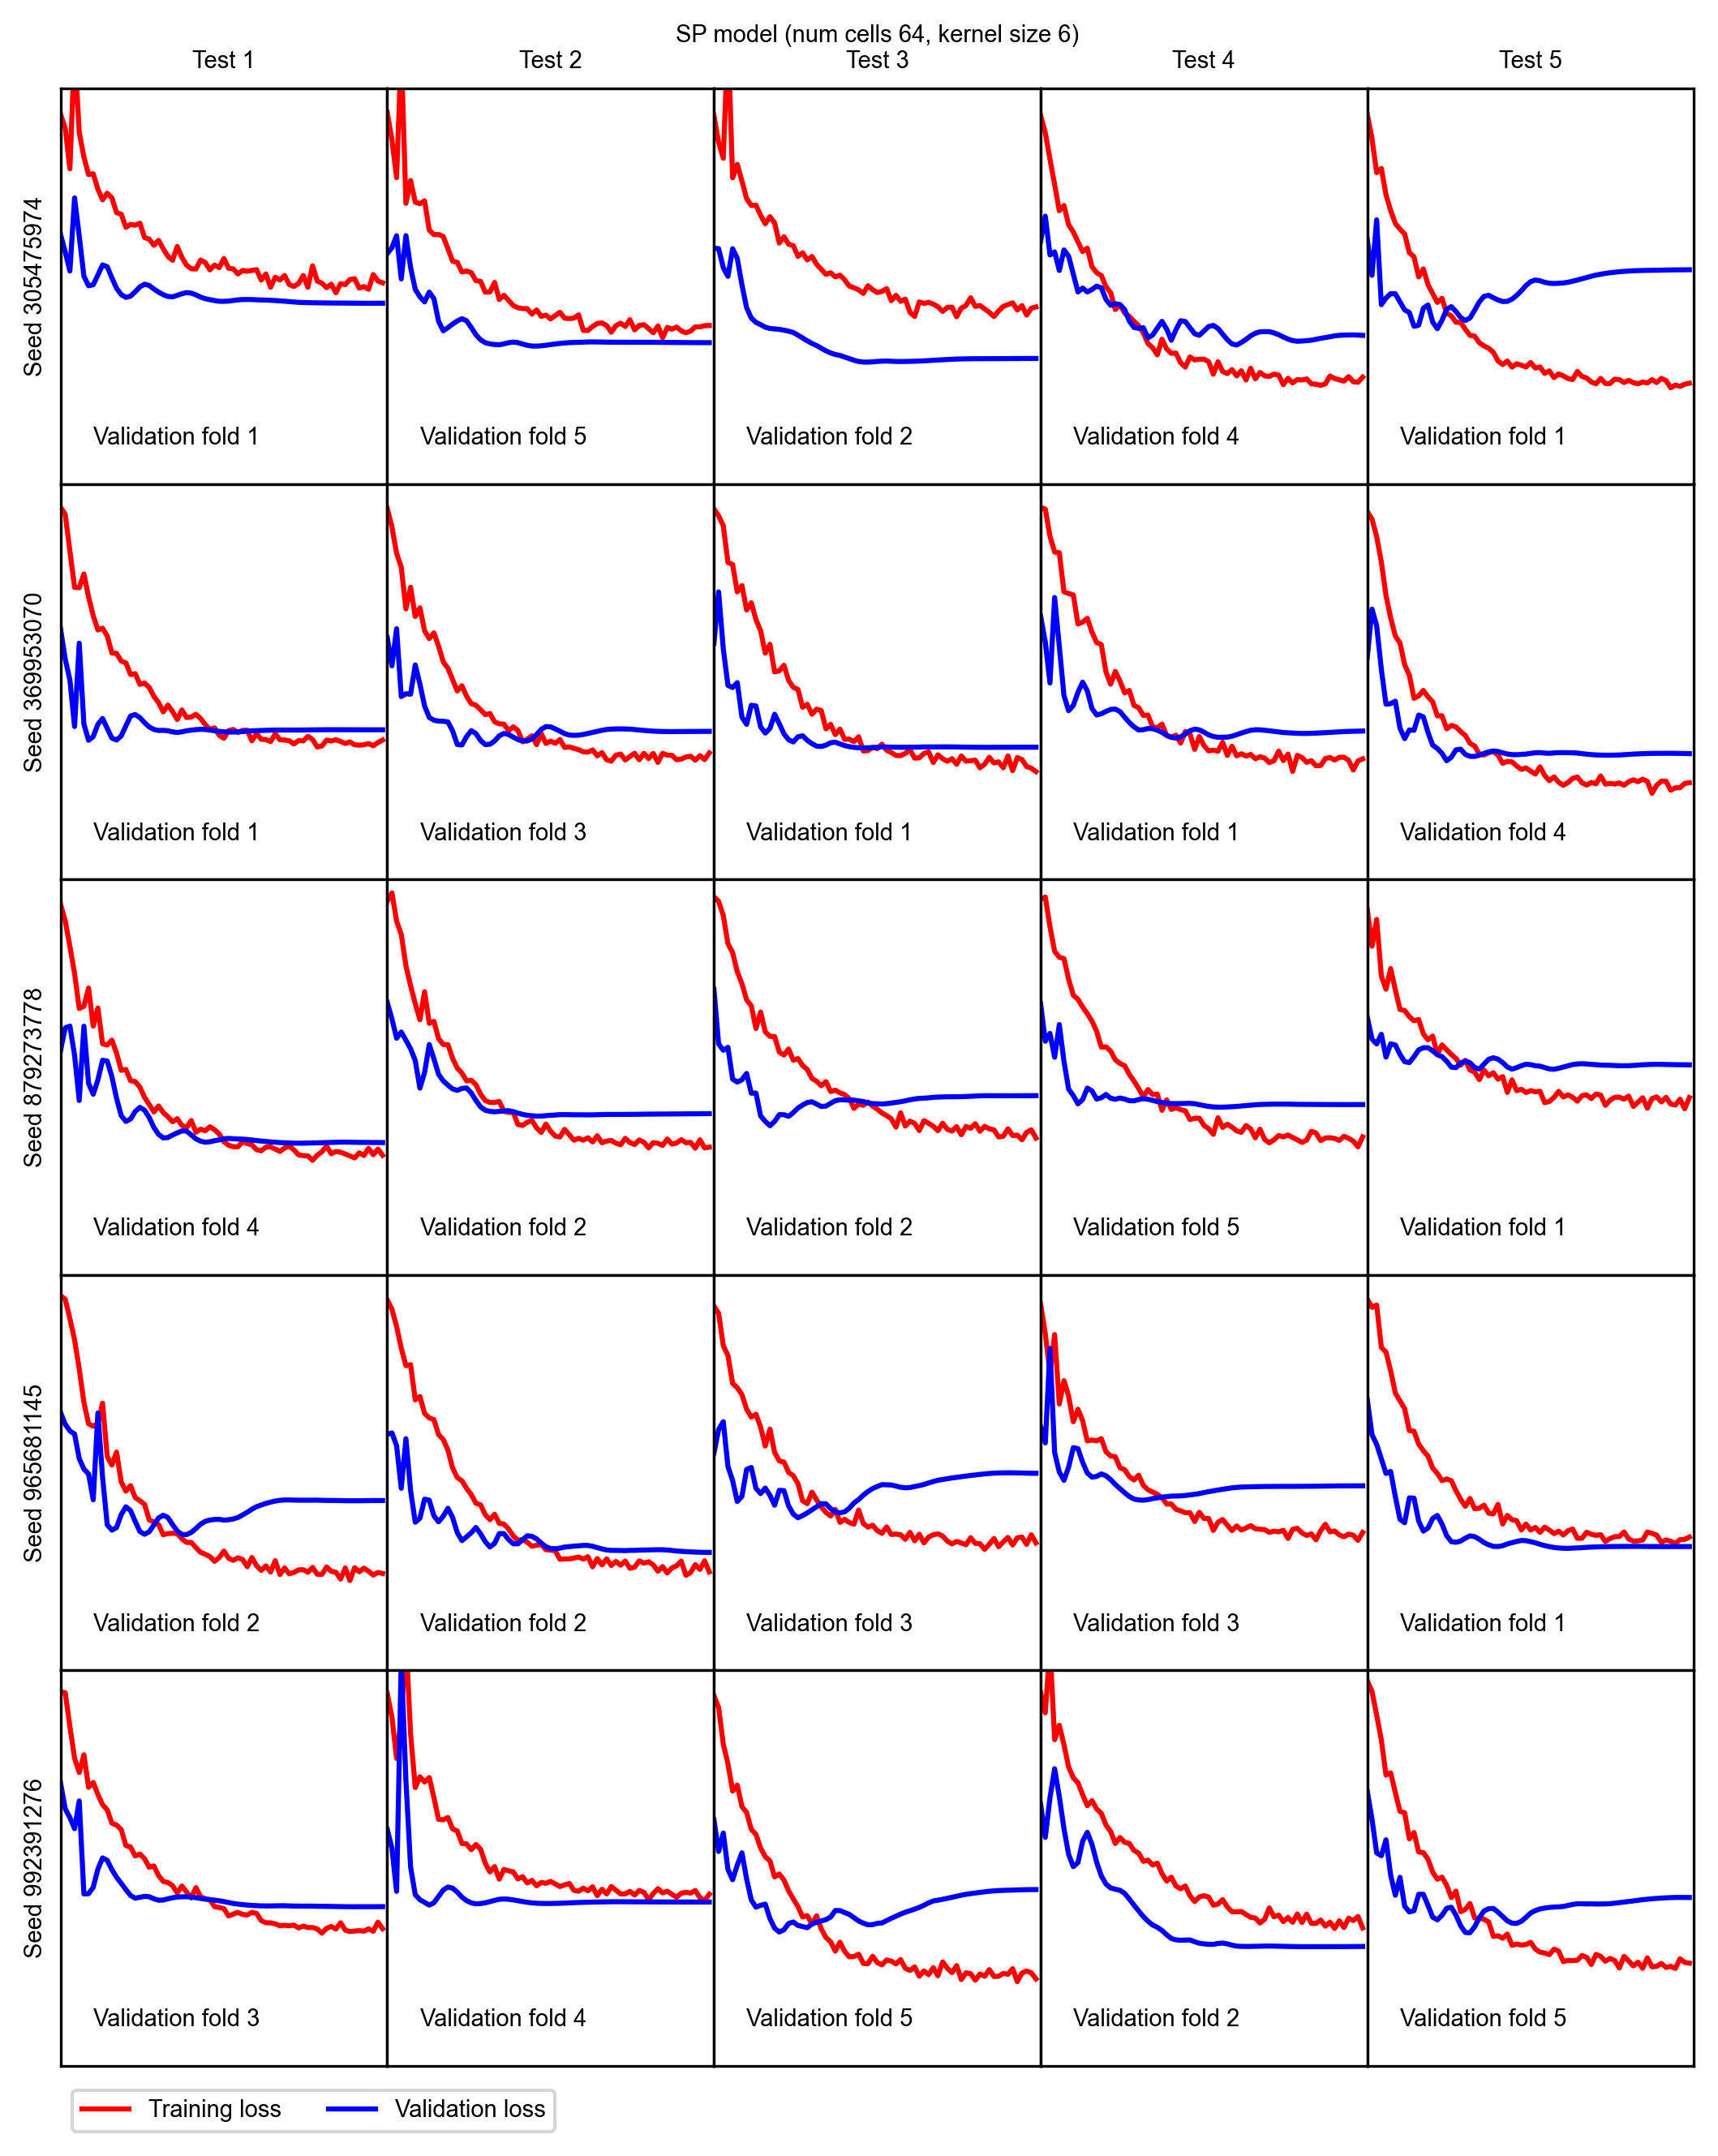 SP model (num cells 64, kernel size 6)
Test 1
Test 2
Test 3
Test 4
Test 5
Seed 305475974
Validation fold 1
Validation fold 5
Validation fold 2
Validation fold 4
Validation fold 1
Seed 369953070
Validation fold 1
Validation fold 3
Validation fold 1
Validation fold 1
Validation fold 4
Seed 879273778
Validation fold 4
Validation fold 2
Validation fold 2
Validation fold 5
Validation fold 1
Seed 965681145
Validation fold 2
Validation fold 2
Validation fold 3
Validation fold 3
Validation fold 1
Seed 992391276
Validation fold 3
Validation fold 4
Validation fold 5
Validation fold 2
Validation fold 5
Training loss
Validation loss